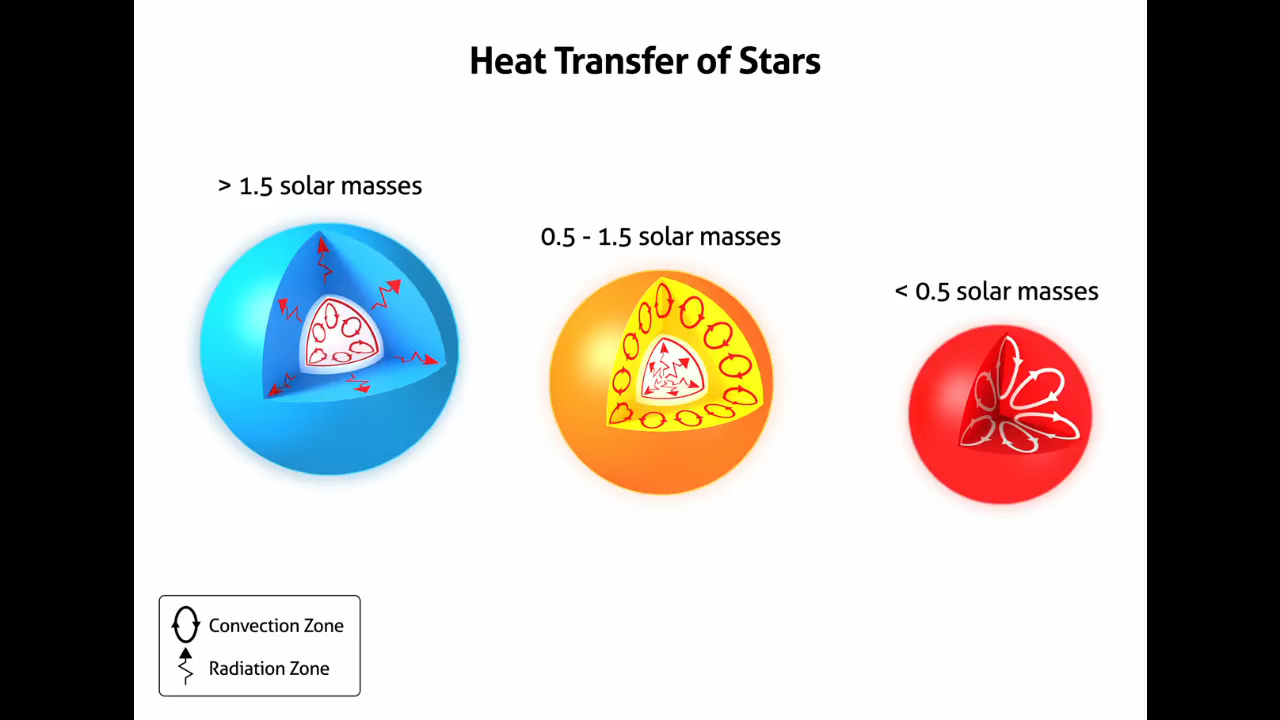 Heat Transfer of Stars
> 1.5 solar masses
0.5 - 1.5 solar masses
< 0.5 solar masses
Convection Zone
Radiation Zone